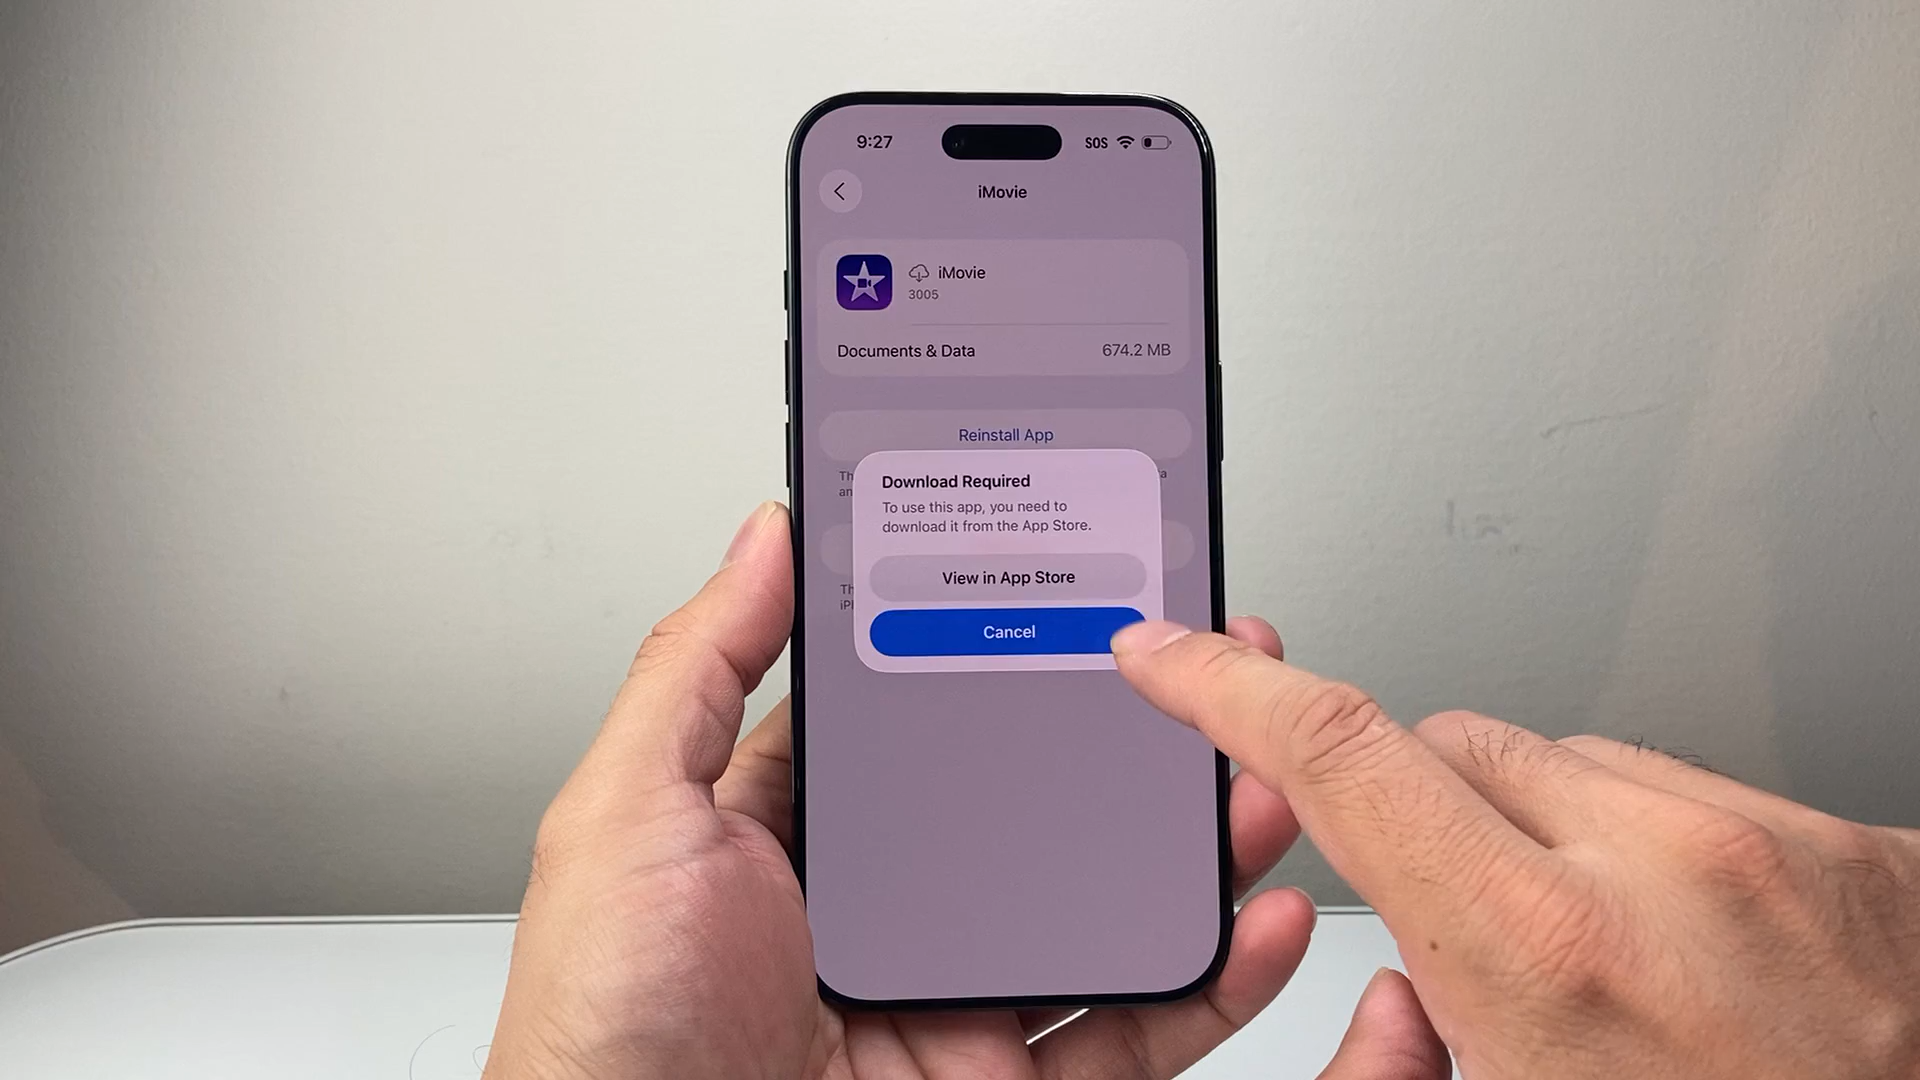 9:27
SOS
iMovie
iMovie
3005
Documents & Data 674.2 MB
Reinstall App
Download Required
To use this app, you need to
download it from the App Store.
View in App Store
Cancel